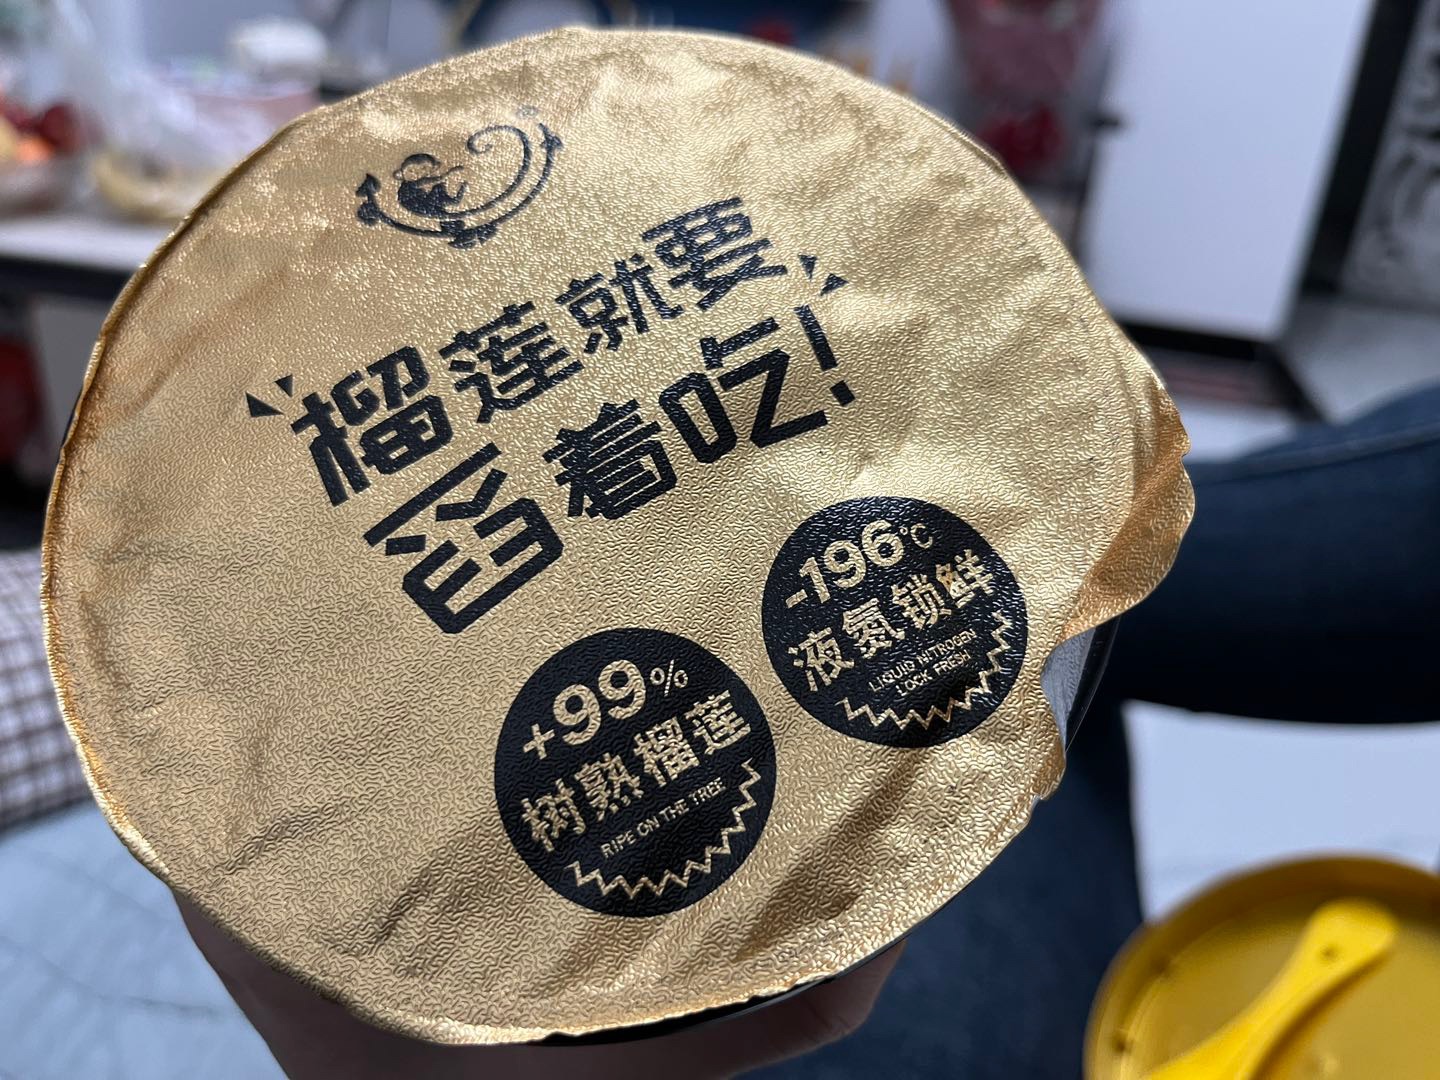 榴莲就要
舀着吃!
-196℃
液氮锁鲜
LIQUID NITROGEN
LOCK FRESH
+99%
树熟榴莲
RIPE ON THE TREE